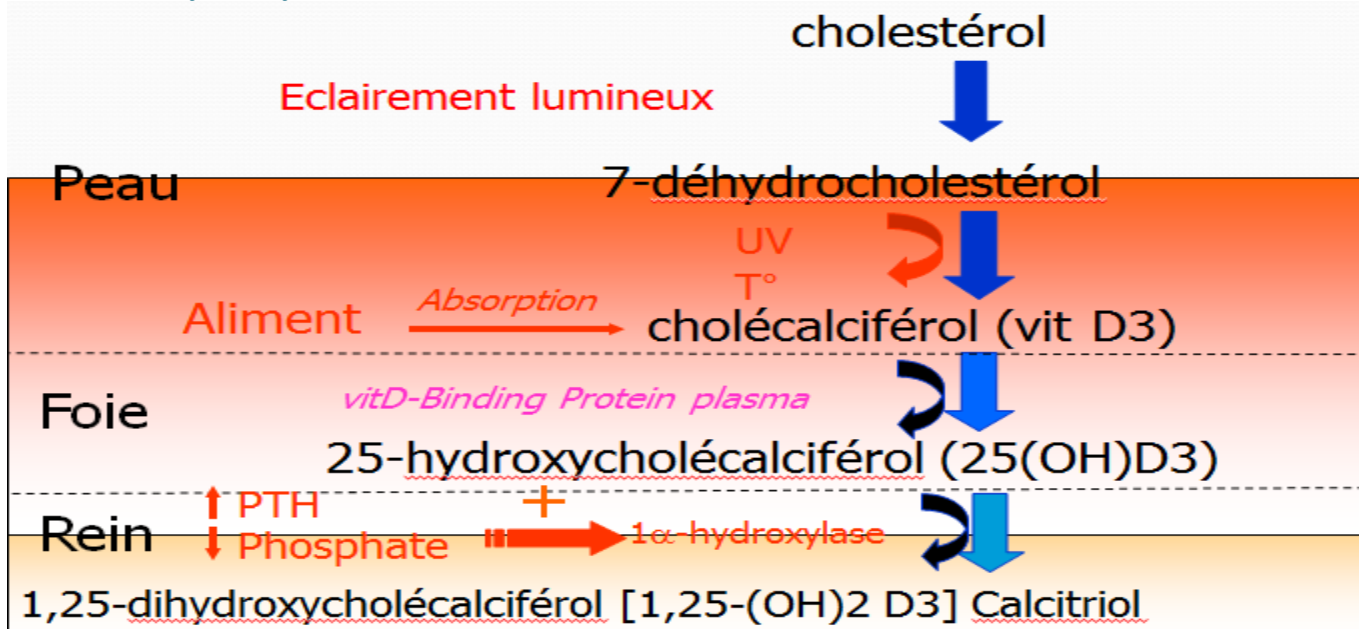 cholestérol
Eclairement lumineux
Peau
7-déhydrocholestérol
UV
T°
Aliment
Absorption
cholécalciférol (vit D3)
Foie
vitD-Binding Protein plasma
25-hydroxycholécalciférol (25(OH)D3)
Rein
PTH
Phosphate
+
1α-hydroxylase
1,25-dihydroxycholécalciférol [1,25-(OH)2 D3] Calcitriol